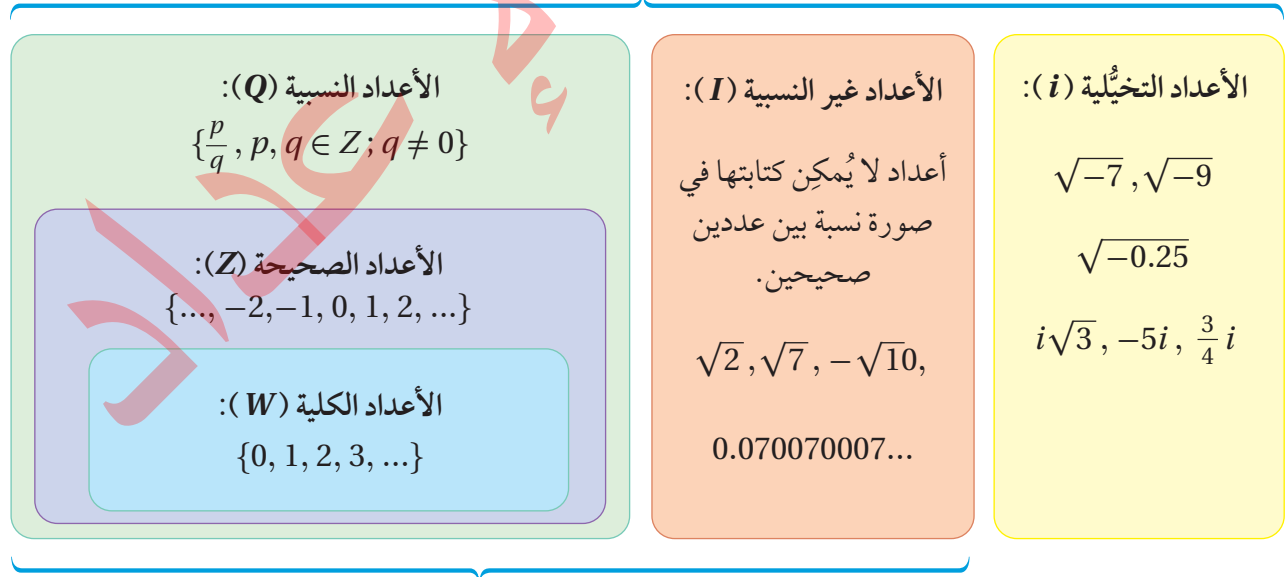 الأعداد النسبية (Q):
{p/q , p, q ∈ Z ; q ≠ 0}
الأعداد الصحيحة (Z):
{..., −2,−1, 0, 1, 2, ...}
الأعداد الكلية (W):
{0, 1, 2, 3, ...}
الأعداد غير النسبية (I):
أعداد لا يُمكِن كتابتها في
صورة نسبة بين عددين
صحيحين.
√2 , √7 , −√10,
0.070070007...
الأعداد التخيُّلية (i):
√−7 , √−9
√−0.25
i√3 , −5i , 3/4 i